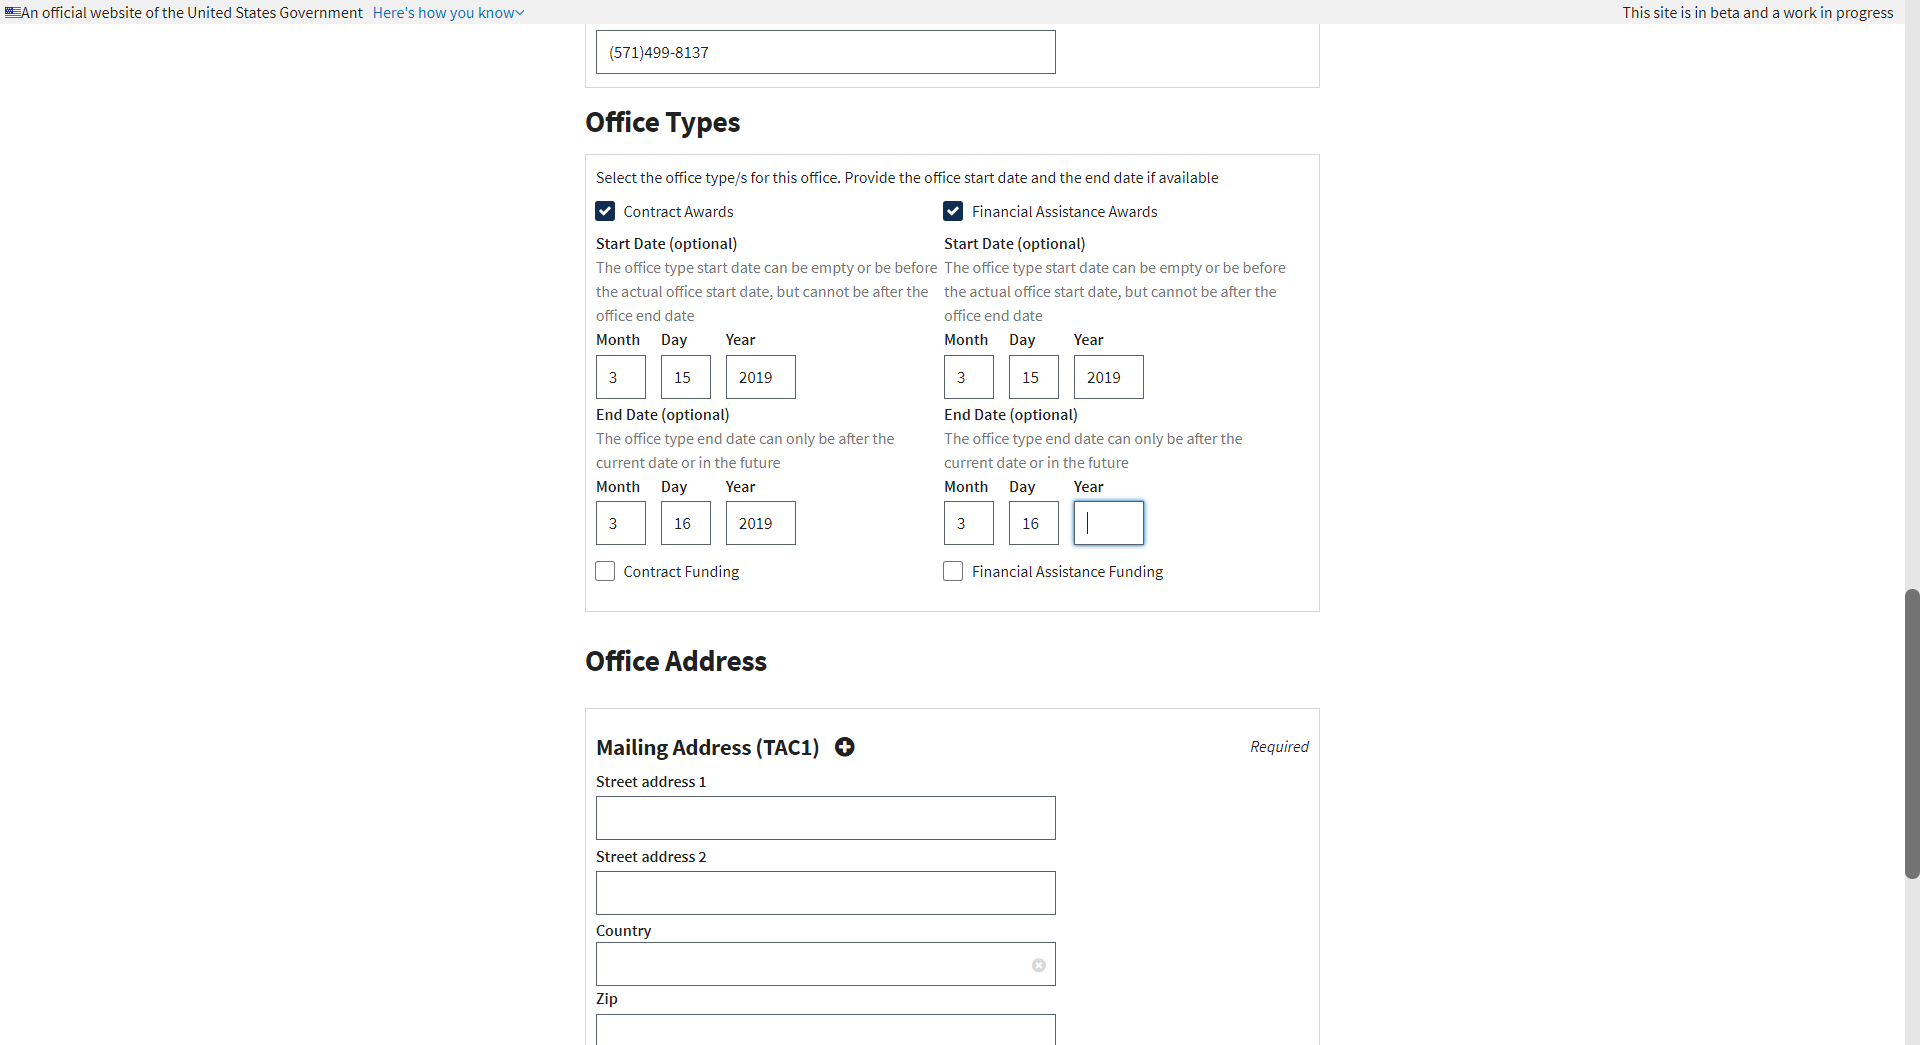 An official website of the United States Government Here's how you know
This site is in beta and a work in progress
(571)499-8137
Office Types
Select the office type/s for this office. Provide the office start date and the end date if available
Contract Awards
Start Date (optional)
The office type start date can be empty or be before
the actual office start date, but cannot be after the
office end date
Month Day Year
3 15 2019
End Date (optional)
The office type end date can only be after the
current date or in the future
Month Day Year
3 16 2019
Contract Funding
Financial Assistance Awards
Start Date (optional)
The office type start date can be empty or be before
the actual office start date, but cannot be after the
office end date
Month Day Year
3 15 2019
End Date (optional)
The office type end date can only be after the
current date or in the future
Month Day Year
3 16
Financial Assistance Funding
Office Address
Mailing Address (TAC1)
Required
Street address 1
Street address 2
Country
Zip